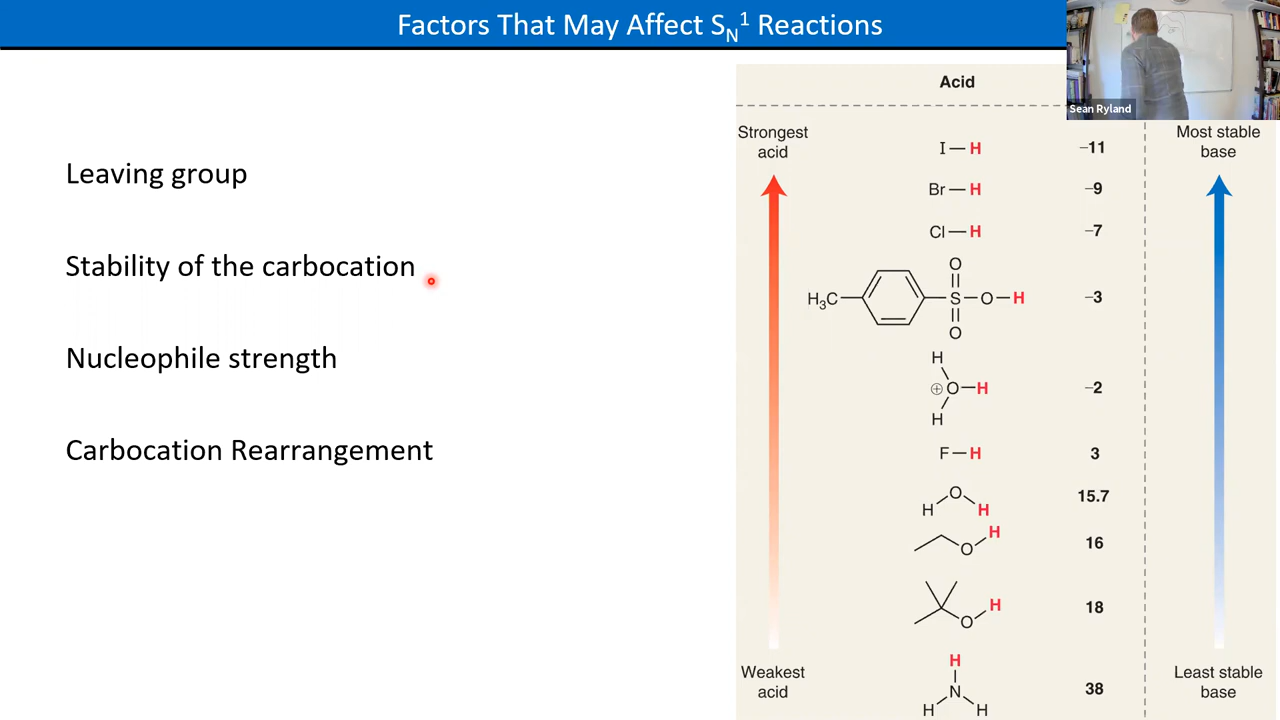 Factors That May Affect S_N^1 Reactions
Sean Ryland
Leaving group
Stability of the carbocation
Nucleophile strength
Carbocation Rearrangement
Acid
Strongest
acid
Most stable
base
I—H
−11
Br—H
−9
Cl—H
−7
O
H₃C S—O—H
O
−3
H
⊕O—H
H
−2
F—H
3
O
H H
15.7
H
O
16
H
O
18
H
N
H H
38
Weakest
acid
Least stable
base